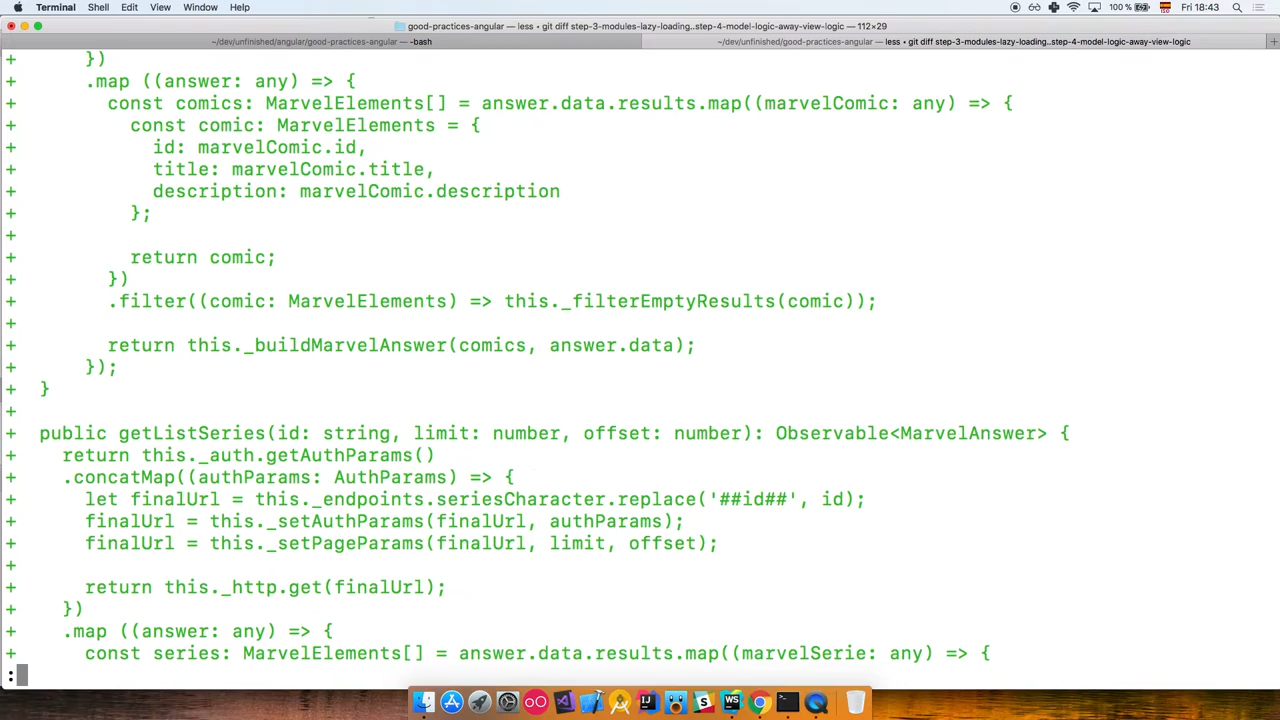 Terminal Shell Edit View Window Help 100 % Fri 18:43
good-practices-angular — less • git diff step-3-modules-lazy-loading..step-4-model-logic-away-view-logic — 112×29
~/dev/unfinished/angular/good-practices-angular — -bash ~/dev/unfinished/good-practices-angular — less • git diff step-3-modules-lazy-loading..step-4-model-logic-away-view-logic +
+ })
+ .map ((answer: any) => {
+ const comics: MarvelElements[] = answer.data.results.map((marvelComic: any) => {
+ const comic: MarvelElements = {
+ id: marvelComic.id,
+ title: marvelComic.title,
+ description: marvelComic.description
+ };
+
+ return comic;
+ })
+ .filter((comic: MarvelElements) => this._filterEmptyResults(comic));
+
+ return this._buildMarvelAnswer(comics, answer.data);
+ });
+ }
+
+ public getListSeries(id: string, limit: number, offset: number): Observable<MarvelAnswer> {
+ return this._auth.getAuthParams()
+ .concatMap((authParams: AuthParams) => {
+ let finalUrl = this._endpoints.seriesCharacter.replace('##id##', id);
+ finalUrl = this._setAuthParams(finalUrl, authParams);
+ finalUrl = this._setPageParams(finalUrl, limit, offset);
+
+ return this._http.get(finalUrl);
+ })
+ .map ((answer: any) => {
+ const series: MarvelElements[] = answer.data.results.map((marvelSerie: any) => {
: